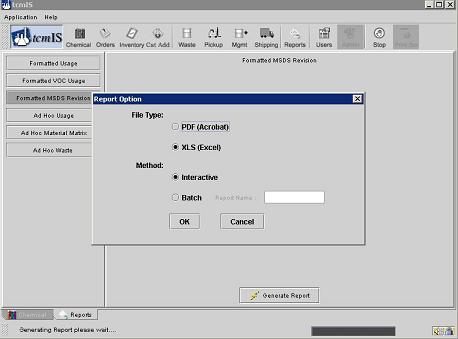 tcmIS
Application Help
tcmIS Chemical Orders Inventory Cst Add Waste Pickup Mgmt Shipping Reports Users Admin Stop
Formatted Usage
Formatted MSDS Revision
Formatted VOC Usage
Formatted MSDS Revision
Ad Hoc Usage
Ad Hoc Material Matrix
Ad Hoc Waste
Report Option
File Type:
PDF (Acrobat)
XLS (Excel)
Method:
Interactive
Batch Report Name :
OK Cancel
Generate Report
Chemical Reports
Generating Report please wait....